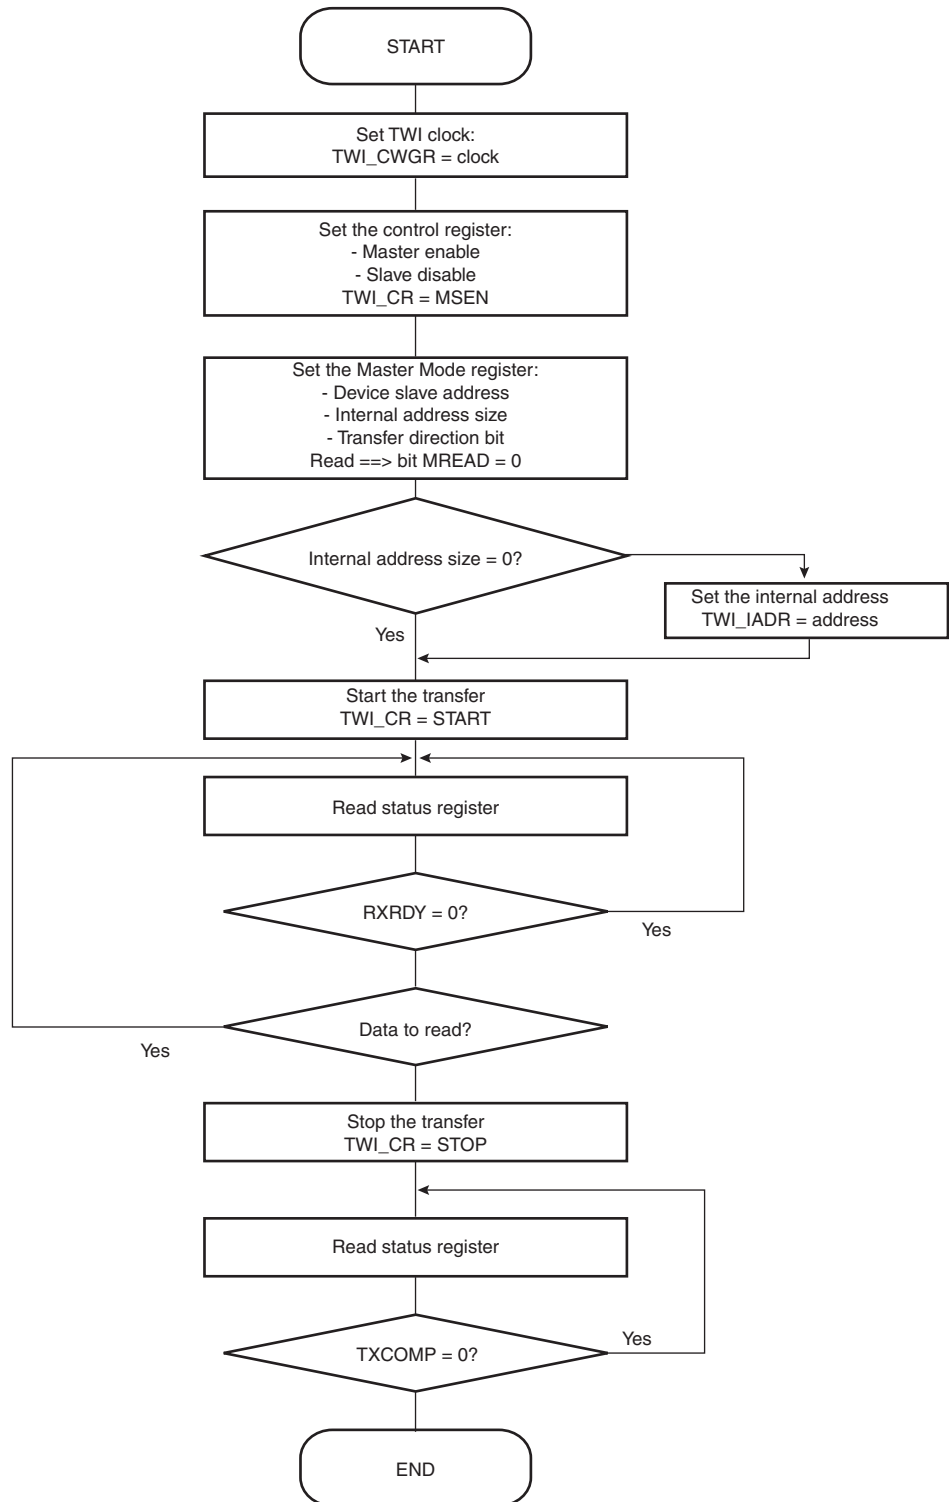 START
Set TWI clock:
TWI_CWGR = clock
Set the control register:
- Master enable
- Slave disable
TWI_CR = MSEN
Set the Master Mode register:
- Device slave address
- Internal address size
- Transfer direction bit
Read ==> bit MREAD = 0
Internal address size = 0?
Set the internal address
TWI_IADR = address
Yes
Start the transfer
TWI_CR = START
Read status register
RXRDY = 0?
Yes
Data to read?
Yes
Stop the transfer
TWI_CR = STOP
Read status register
Yes
TXCOMP = 0?
END